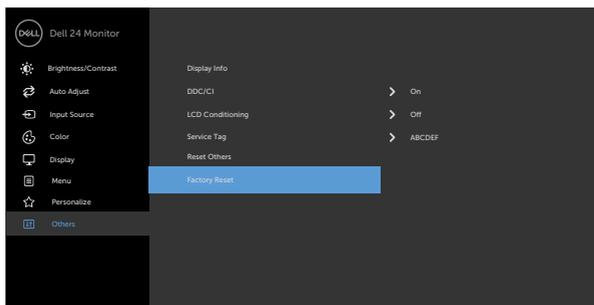 DELL Dell 24 Monitor
Brightness/Contrast Display Info
Auto Adjust DDC/CI On
Input Source LCD Conditioning Off
Color Service Tag ABCDEF
Display Reset Others
Menu Factory Reset
Personalize
Others